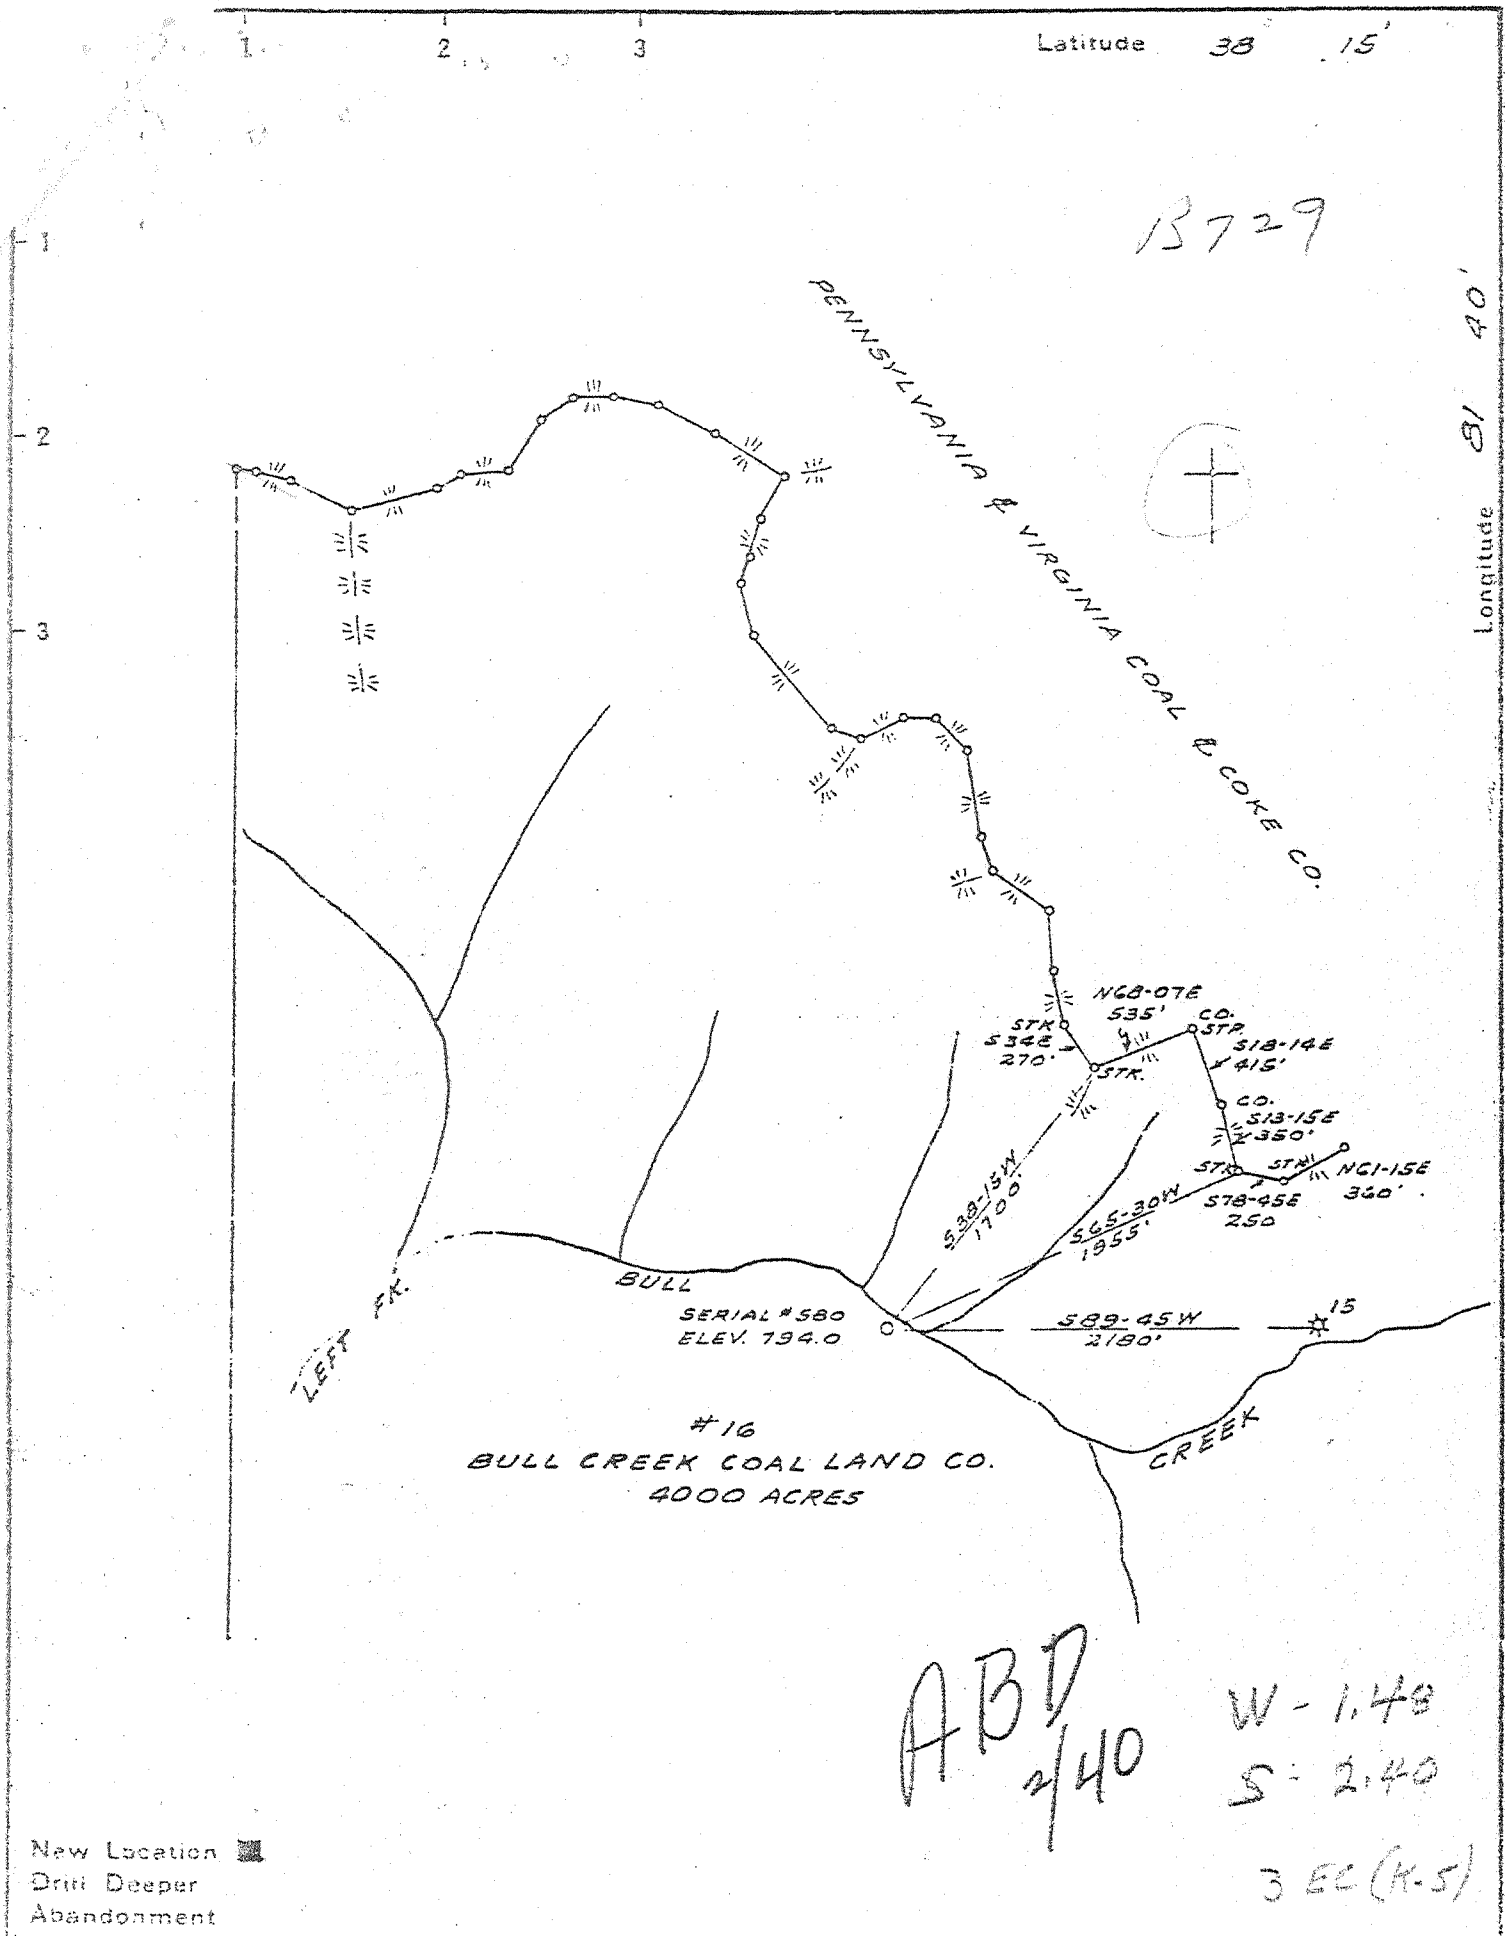 1 2 3 Latitude 38° 15'
B729
1
2
3
Longitude 81 40'
PENNSYLVANIA & VIRGINIA COAL & COKE CO.
N68-07E
535'
CO.
STP.
STK
S34E
270'
STK.
S18-14E
415'
CO.
S13-15E
350'
STK
STK
N61-15E
360'
S78-45E
250
S38-15W
1700'
S65-30W
1955'
BULL
LEFT FK.
SERIAL #580
ELEV. 794.0
S89-45W
2180'
15
CREEK
#16
BULL CREEK COAL LAND CO.
4000 ACRES
ABD
2/40
W - 1.48
S - 2.40
3 EC (K-5)
New Location
Drill Deeper
Abandonment